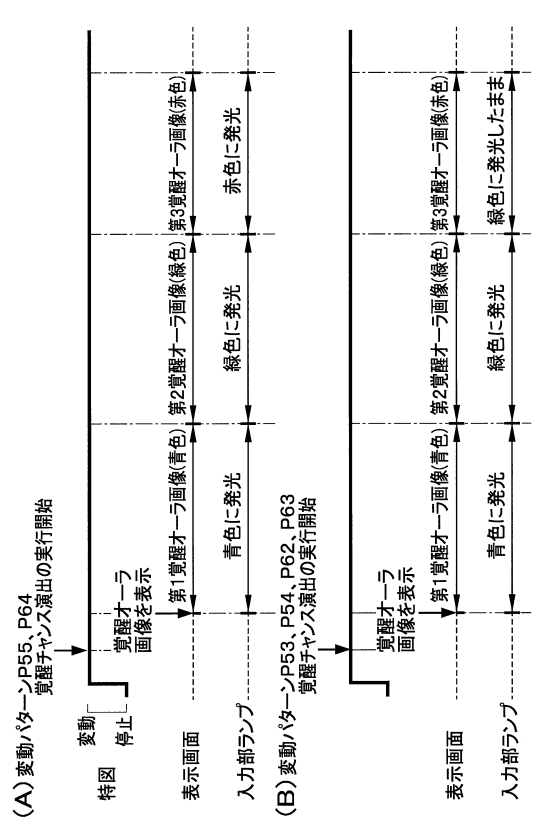 (A)変動パターンP55、P64
覚醒チャンス演出の実行開始
特図
変動
停止
覚醒オーラ
画像を表示
表示画面
第1覚醒オーラ画像(青色)
第2覚醒オーラ画像(緑色)
第3覚醒オーラ画像(赤色)
入力部ランプ
青色に発光
緑色に発光
赤色に発光
(B)変動パターンP53、P54、P62、P63
覚醒チャンス演出の実行開始
覚醒オーラ
画像を表示
表示画面
第1覚醒オーラ画像(青色)
第2覚醒オーラ画像(緑色)
第3覚醒オーラ画像(赤色)
入力部ランプ
青色に発光
緑色に発光
緑色に発光したまま